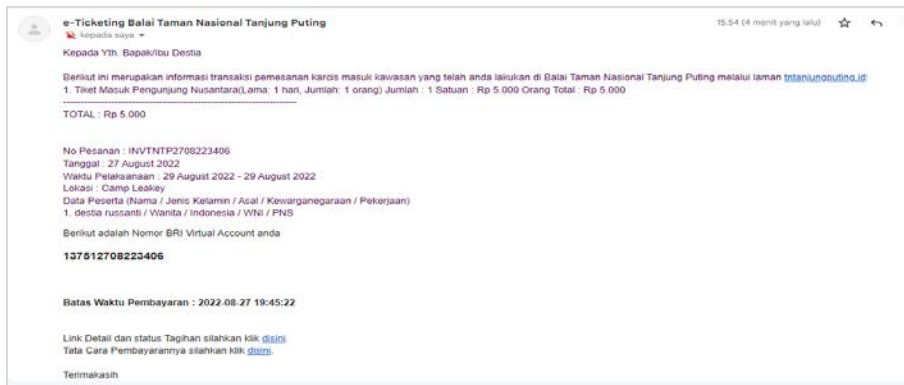 e-Ticketing Balai Taman Nasional Tanjung Puting
15.54 (4 menit yang lalu)
kepada saya
Kepada Yth. Bapak/Ibu Destia
Berikut ini merupakan informasi transaksi pemesanan karcis masuk kawasan yang telah anda lakukan di Balai Taman Nasional Tanjung Puting melalui laman tntanjungputing.id:
1. Tiket Masuk Pengunjung Nusantara(Lama: 1 hari, Jumlah: 1 orang) Jumlah : 1 Satuan : Rp 5.000 Orang Total : Rp 5.000
------------------------------------------------------------
TOTAL : Rp 5.000
No Pesanan : INVTNTP2708223406
Tanggal : 27 August 2022
Waktu Pelaksanaan : 29 August 2022 - 29 August 2022
Lokasi : Camp Leakey
Data Peserta (Nama / Jenis Kelamin / Asal / Kewarganegaraan / Pekerjaan)
1. destia russanti / Wanita / Indonesia / WNI / PNS
Berikut adalah Nomor BRI Virtual Account anda
137512708223406
Batas Waktu Pembayaran : 2022-08-27 19:45:22
Link Detail dan status Tagihan silahkan klik disini.
Tata Cara Pembayarannya silahkan klik disini.
Terimakasih